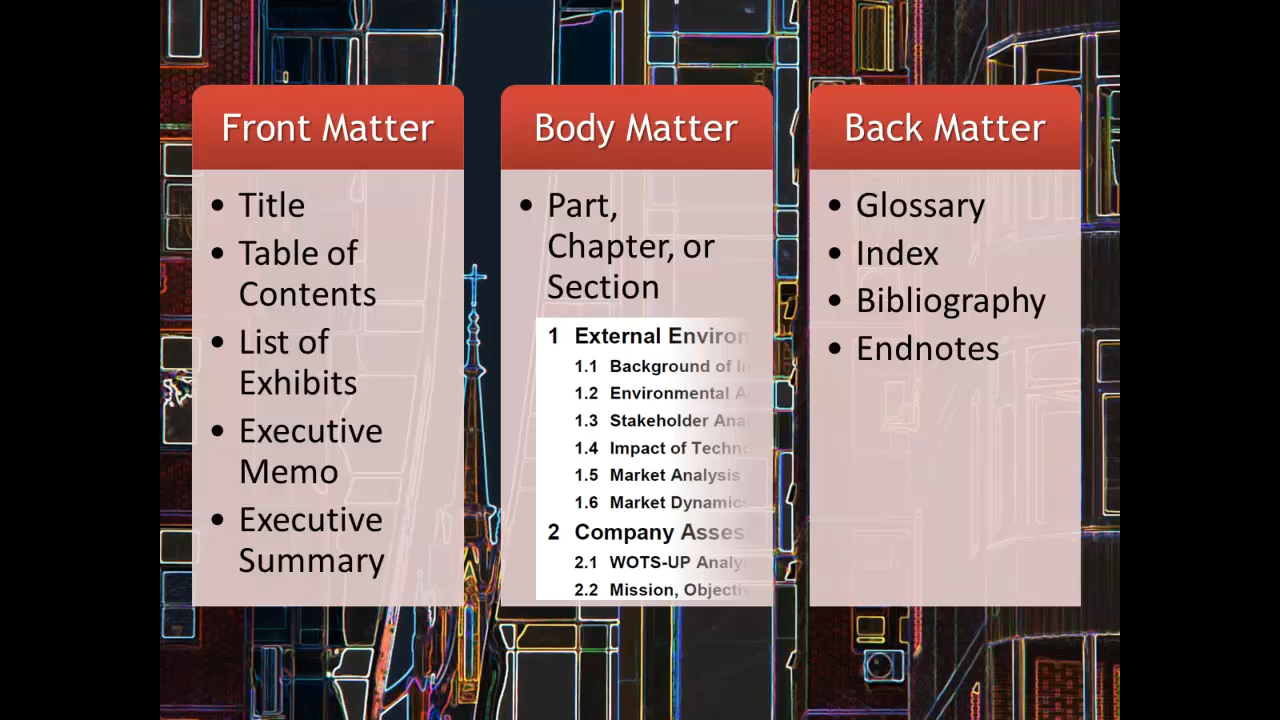 Front Matter
• Title
• Table of
Contents
• List of
Exhibits
• Executive
Memo
• Executive
Summary
Body Matter
• Part,
Chapter, or
Section
1 External
1.1 Background of
1.2 Environmental
1.3 Stakeholder
1.4 Impact of
1.5 Market Analysis
1.6 Market Dynamics
2 Company
2.1 WOTS-UP
2.2 Mission,
Back Matter
• Glossary
• Index
• Bibliography
• Endnotes